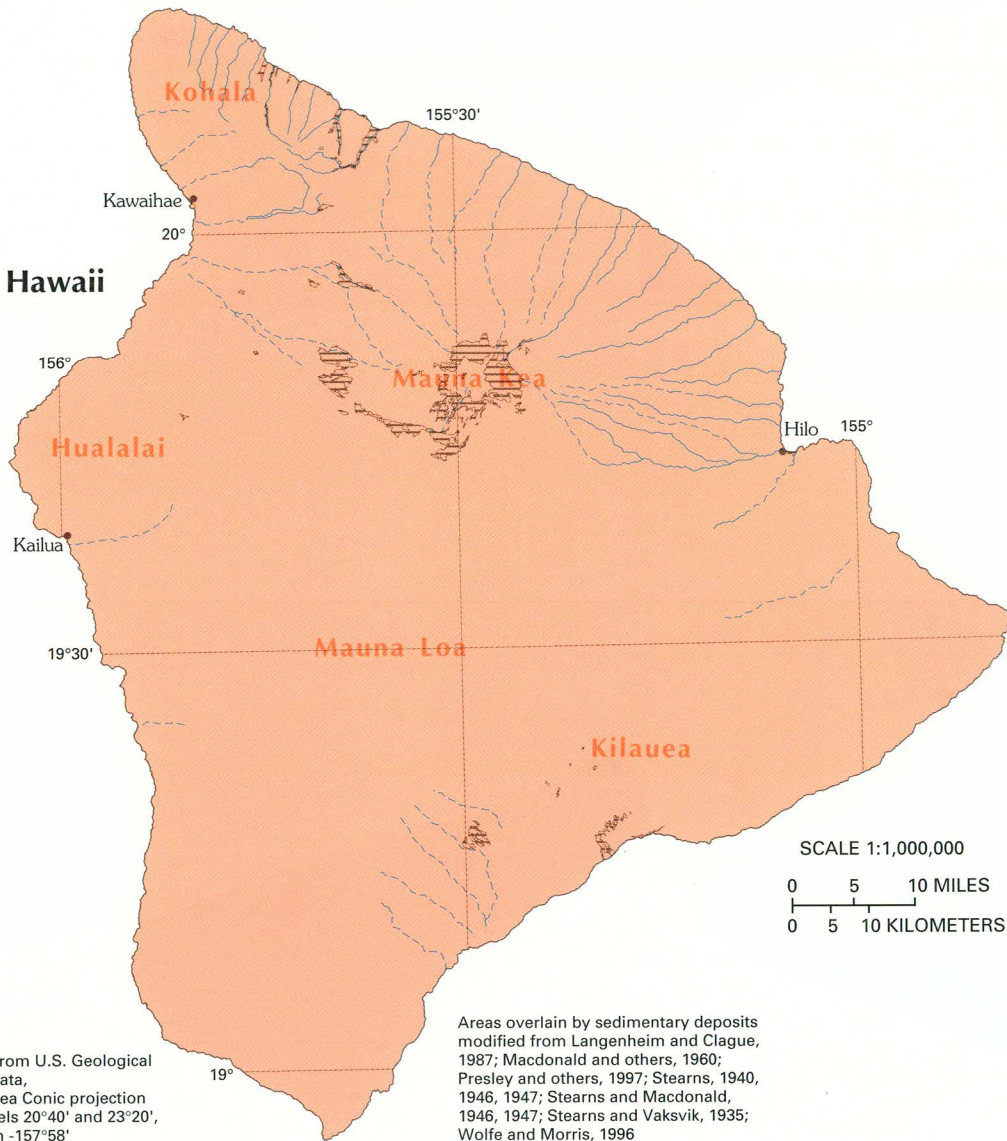 Kohala
155°30'
Kawaihae
20°
Hawaii
156°
Mauna Kea
Hualalai
Hilo
155°
Kailua
19°30'
Mauna Loa
Kilauea
SCALE 1:1,000,000
0 5 10 MILES
0 5 10 KILOMETERS
Areas overlain by sedimentary deposits
modified from Langenheim and Clague,
1987; Macdonald and others, 1960;
Presley and others, 1997; Stearns, 1940,
1946, 1947; Stearns and Macdonald,
1946, 1947; Stearns and Vaksvik, 1935;
Wolfe and Morris, 1996
19°
rom U.S. Geological
ata,
ea Conic projection
els 20°40' and 23°20',
n -157°58'